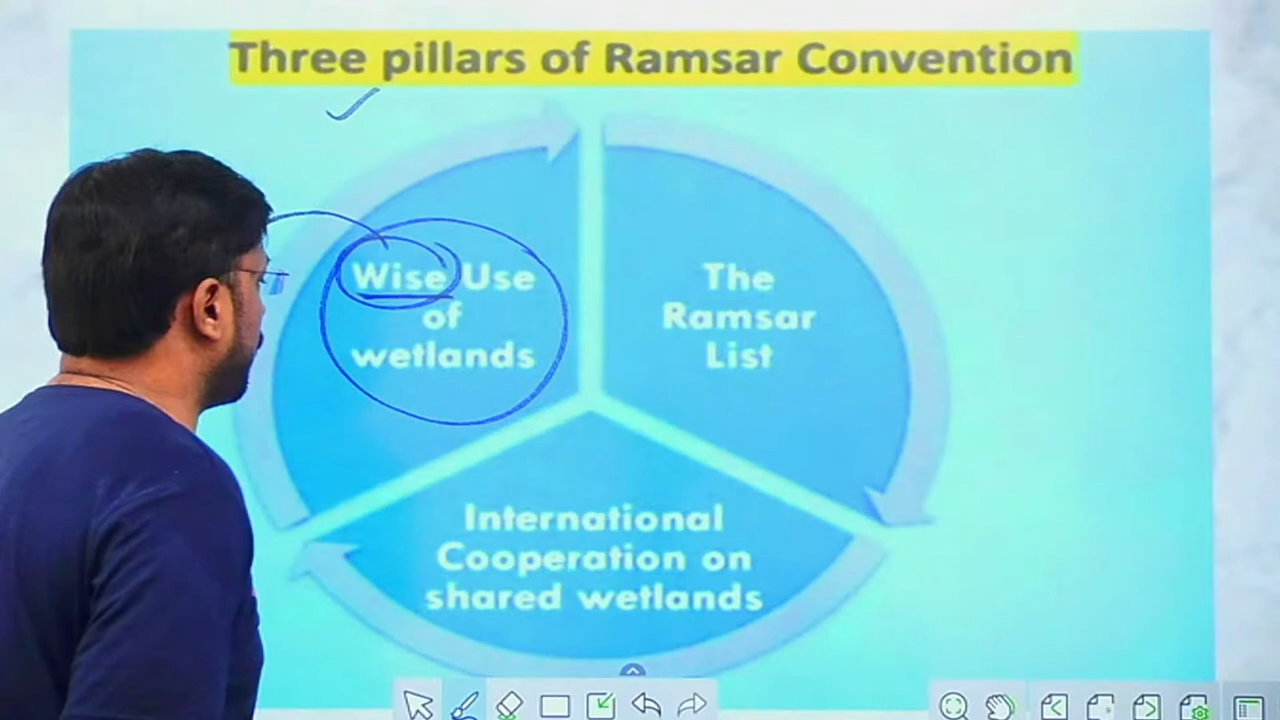 Three pillars of Ramsar Convention
Wise Use
of
wetlands
The
Ramsar
List
International
Cooperation on
shared wetlands